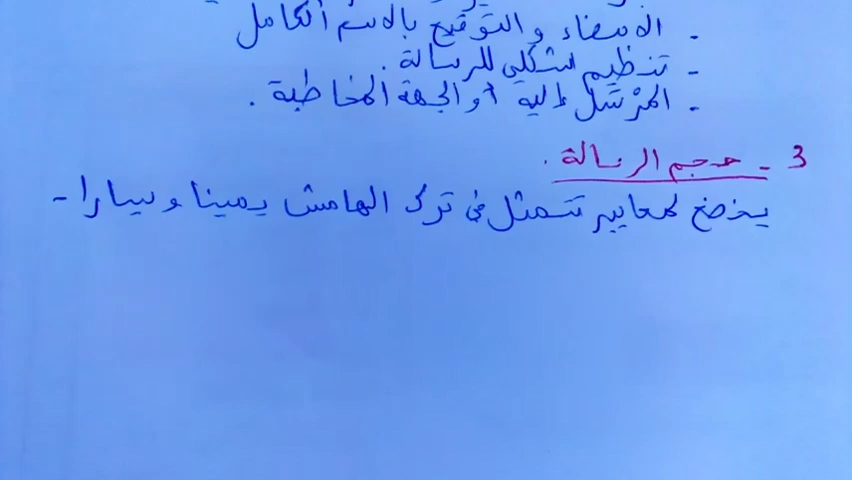 - الامضاء والتوقيع بالاسم الكامل
- تنظيم شكلي للرسالة .
- المرسل إليه أو الجهة المخاطبة .
3 - حجم الرسالة .
يخضع لمعايير تتمثل في ترك الهامش يمينا ويسارا -